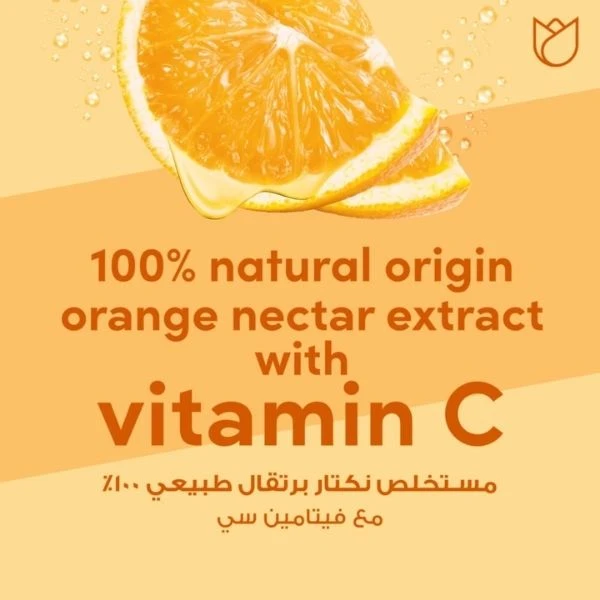 100% natural origin
orange nectar extract
with
vitamin C
مستخلص نكتار برتقال طبيعي ١٠٠٪
مع فيتامين سي